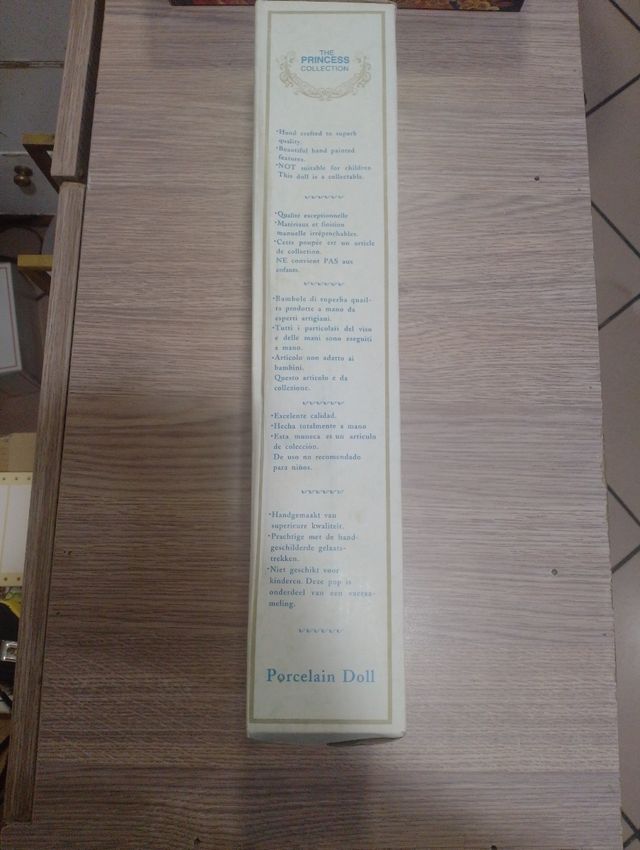 THE
PRINCESS
COLLECTION
•Hand crafted to superb
quality.
•Beautiful hand painted
features.
•NOT suitable for children
This doll is a collectable.
•Qualité exceptionnelle
•Matériaux et finition
manuelle irrépenchables.
•Cette poupée est un article
de collection.
NE convient PAS aux
enfants.
•Bambole di superba quali-
ta prodotte a mano da
esperti artigiani.
•Tutti i particolari del viso
e delle mani sono eseguiti
a mano.
•Articolo non adatto ai
bambini.
Questo articolo e da
collezione.
•Excelente calidad.
•Hecha totalmente a mano
•Esta muneca es un articulo
de colección.
De uso no recomendado
para niños.
•Handgemaakt van
superieure kwaliteit.
•Prachtige met de hand-
geschilderde gelaats-
trekken.
•Niet geschikt voor
kinderen. Deze pop is
onderdeel van een verza-
meling.
Porcelain Doll